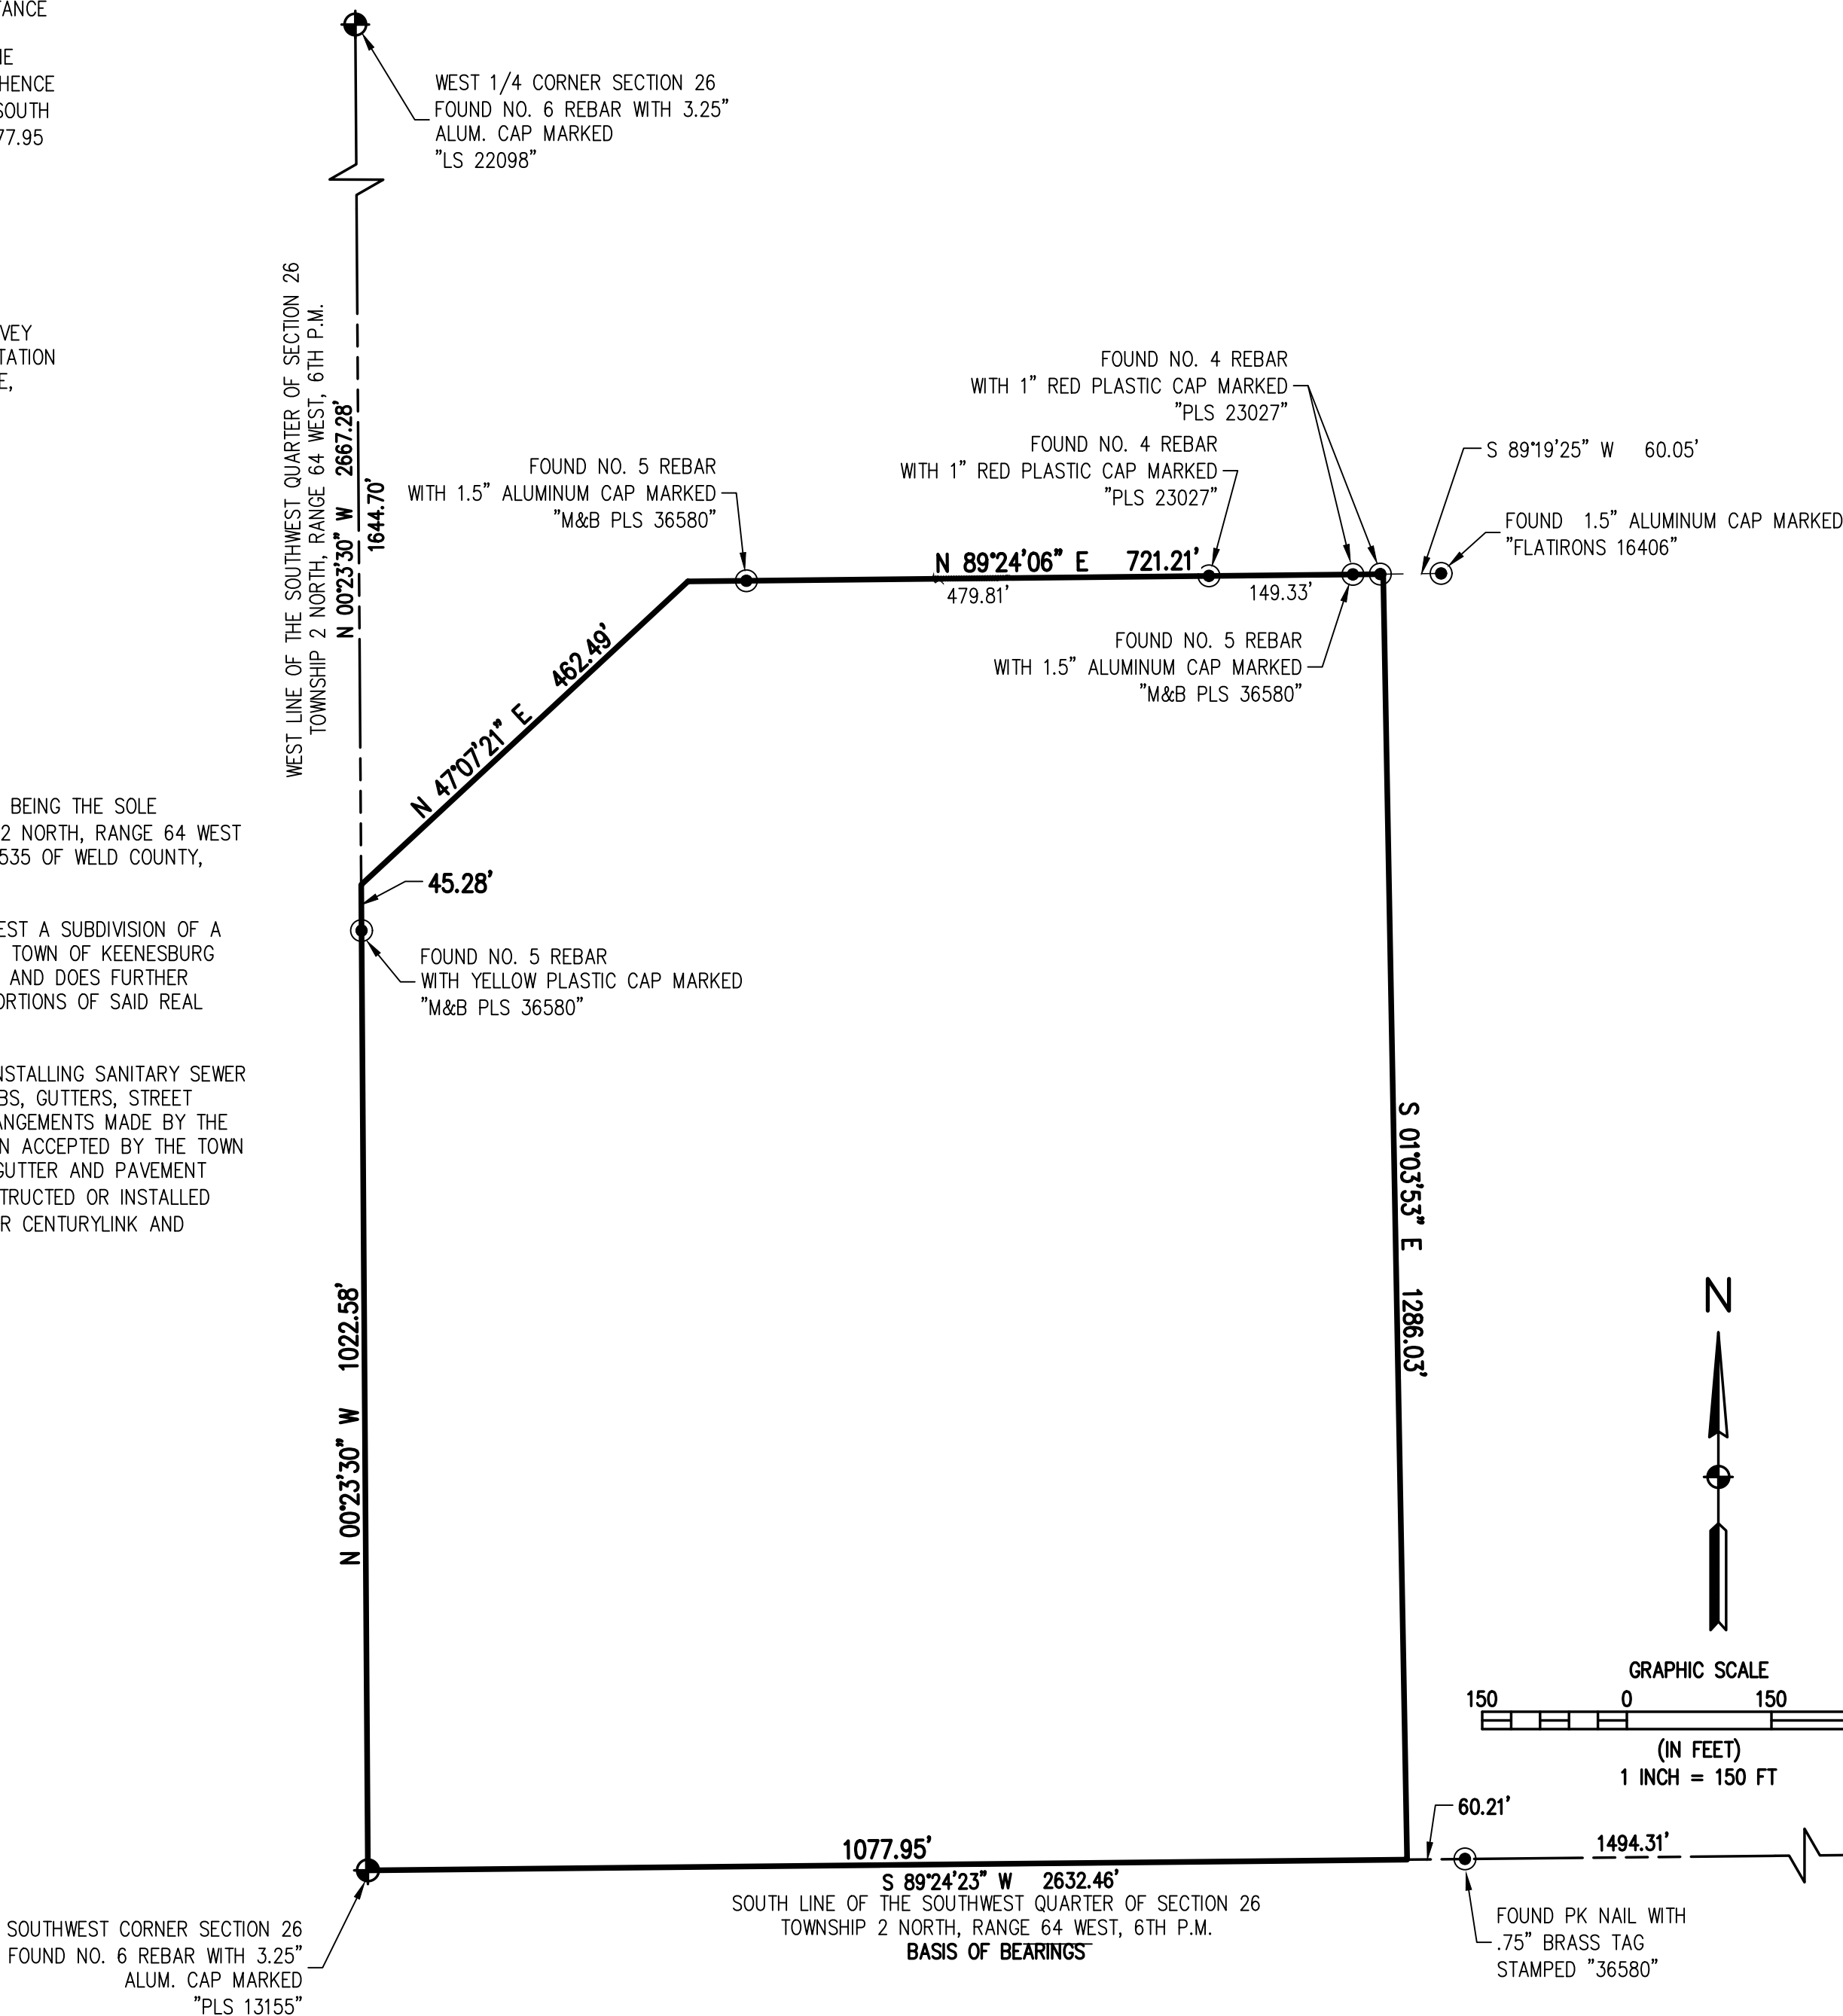 TANCE
HENCE
SOUTH
77.95
VEY
TATION
E,
BEING THE SOLE
2 NORTH, RANGE 64 WEST
535 OF WELD COUNTY,
EST A SUBDIVISION OF A
TOWN OF KEENESBURG
AND DOES FURTHER
ORTIONS OF SAID REAL
NSTALLING SANITARY SEWER
BS, GUTTERS, STREET
ANGEMENTS MADE BY THE
N ACCEPTED BY THE TOWN
GUTTER AND PAVEMENT
TRUCTED OR INSTALLED
R CENTURYLINK AND
WEST 1/4 CORNER SECTION 26
FOUND NO. 6 REBAR WITH 3.25"
ALUM. CAP MARKED
"LS 22098"
WEST LINE OF THE SOUTHWEST QUARTER OF SECTION 26
TOWNSHIP 2 NORTH, RANGE 64 WEST, 6TH P.M.
N 00°23'30" W 2667.28'
1644.70'
FOUND NO. 5 REBAR
WITH 1.5" ALUMINUM CAP MARKED
"M&B PLS 36580"
FOUND NO. 4 REBAR
WITH 1" RED PLASTIC CAP MARKED
"PLS 23027"
FOUND NO. 4 REBAR
WITH 1" RED PLASTIC CAP MARKED
"PLS 23027"
S 89°19'25" W 60.05'
FOUND 1.5" ALUMINUM CAP MARKED
"FLATIRONS 16406"
N 89°24'06" E 721.21'
479.81'
149.33'
FOUND NO. 5 REBAR
WITH 1.5" ALUMINUM CAP MARKED
"M&B PLS 36580"
N 47°07'21" E 462.49'
45.28'
FOUND NO. 5 REBAR
WITH YELLOW PLASTIC CAP MARKED
"M&B PLS 36580"
N 00°23'30" W 1022.58'
S 01°03'53" E 1286.03'
N
GRAPHIC SCALE
150 0 150
(IN FEET)
1 INCH = 150 FT
60.21'
1494.31'
1077.95'
S 89°24'23" W 2632.46'
SOUTH LINE OF THE SOUTHWEST QUARTER OF SECTION 26
TOWNSHIP 2 NORTH, RANGE 64 WEST, 6TH P.M.
BASIS OF BEARINGS
FOUND PK NAIL WITH
.75" BRASS TAG
STAMPED "36580"
SOUTHWEST CORNER SECTION 26
FOUND NO. 6 REBAR WITH 3.25"
ALUM. CAP MARKED
"PLS 13155"